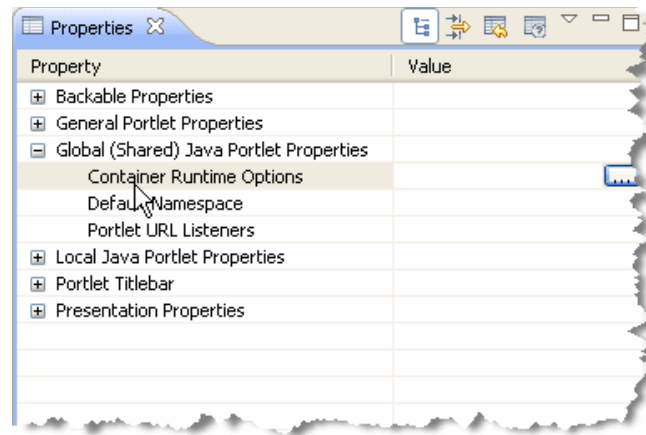 Properties
Property Value
Backable Properties
General Portlet Properties
Global (Shared) Java Portlet Properties
Container Runtime Options ...
Default Namespace
Portlet URL Listeners
Local Java Portlet Properties
Portlet Titlebar
Presentation Properties